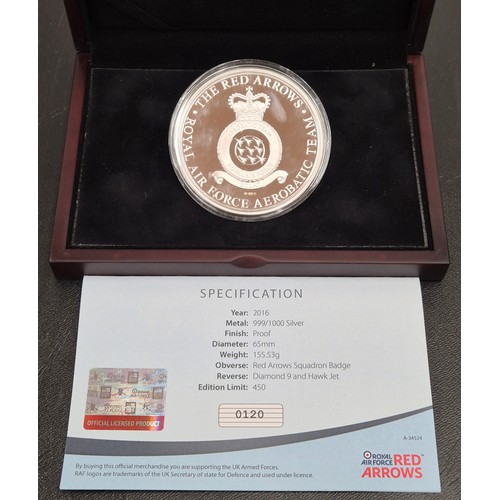 THE RED ARROWS
ROYAL AIR FORCE AEROBATIC TEAM
SPECIFICATION
Year: 2016
Metal: 999/1000 Silver
Finish: Proof
Diameter: 65mm
Weight: 155.53g
Obverse: Red Arrows Squadron Badge
Reverse: Diamond 9 and Hawk Jet
Edition Limit: 450
0120
OFFICIAL LICENSED PRODUCT
A-34524
By buying this official merchandise you are supporting the UK Armed Forces.
RAF logos are trademarks of the UK Secretary of state for Defence and used under licence.
ROYAL AIR FORCE RED ARROWS